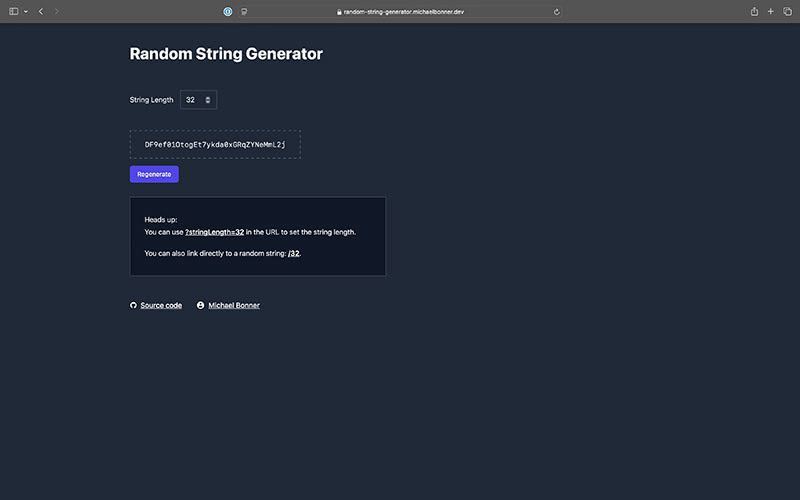 random-string-generator.michaelbonner.dev
Random String Generator
String Length 32
DF9ef01OtogEt7ykda0xGRqZYNeMmL2j
Regenerate
Heads up:
You can use ?stringLength=32 in the URL to set the string length.
You can also link directly to a random string: /32.
Source code Michael Bonner